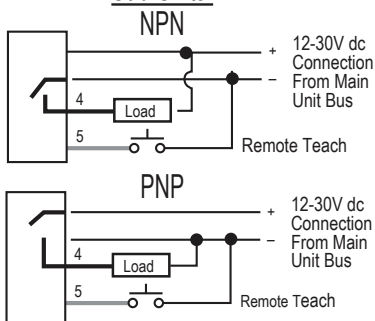 NPN
+
12-30V dc
Connection
From Main
Unit Bus
–
4
Load
5
Remote Teach
PNP
+
12-30V dc
Connection
From Main
Unit Bus
–
4
Load
5
Remote Teach